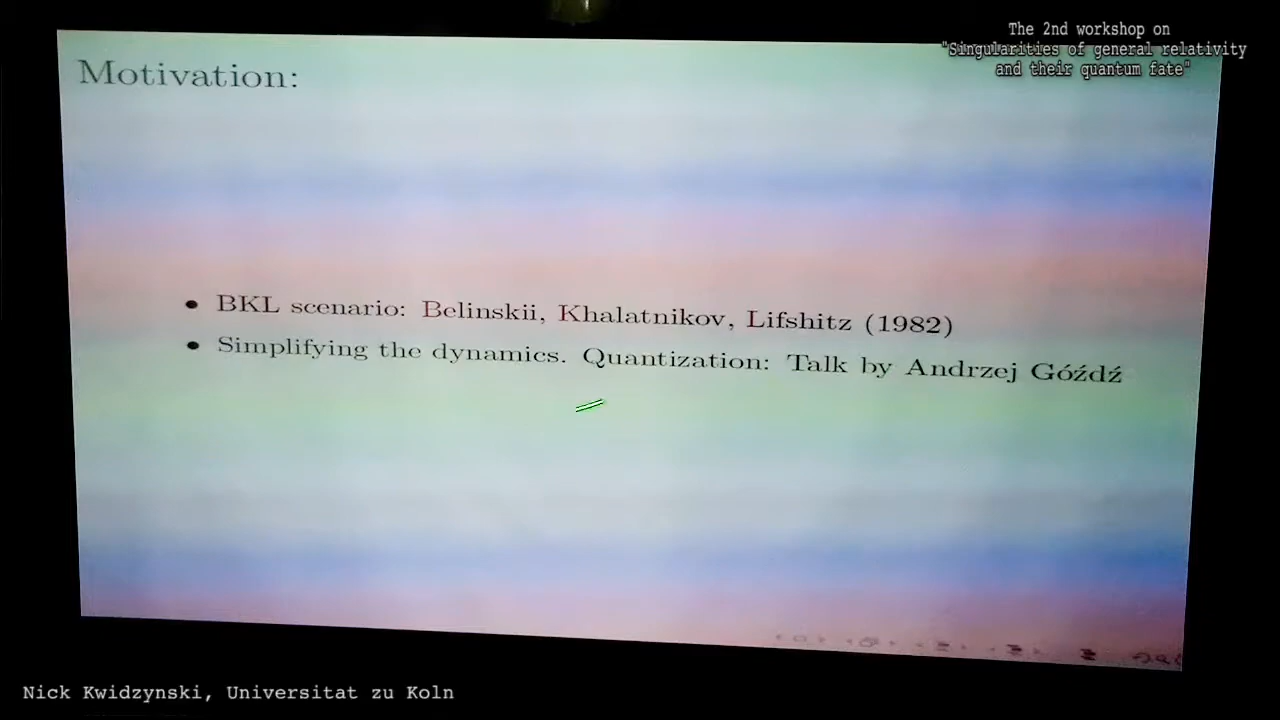 The 2nd workshop on
"Singularities of general relativity
and their quantum fate"
Motivation:
• BKL scenario: Belinskii, Khalatnikov, Lifshitz (1982)
• Simplifying the dynamics. Quantization: Talk by Andrzej Góźdź
Nick Kwidzynski, Universitat zu Koln